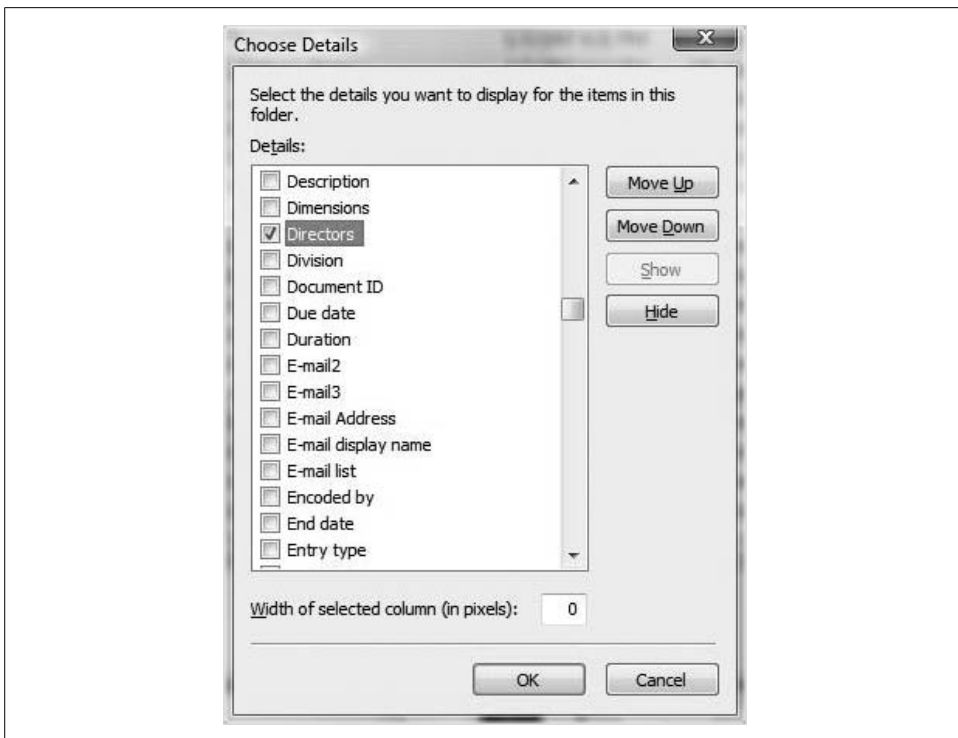 Choose Details
Select the details you want to display for the items in this
folder.
Details:
Description
Dimensions
Directors
Division
Document ID
Due date
Duration
E-mail2
E-mail3
E-mail Address
E-mail display name
E-mail list
Encoded by
End date
Entry type
Move Up
Move Down
Show
Hide
Width of selected column (in pixels): 0
OK Cancel